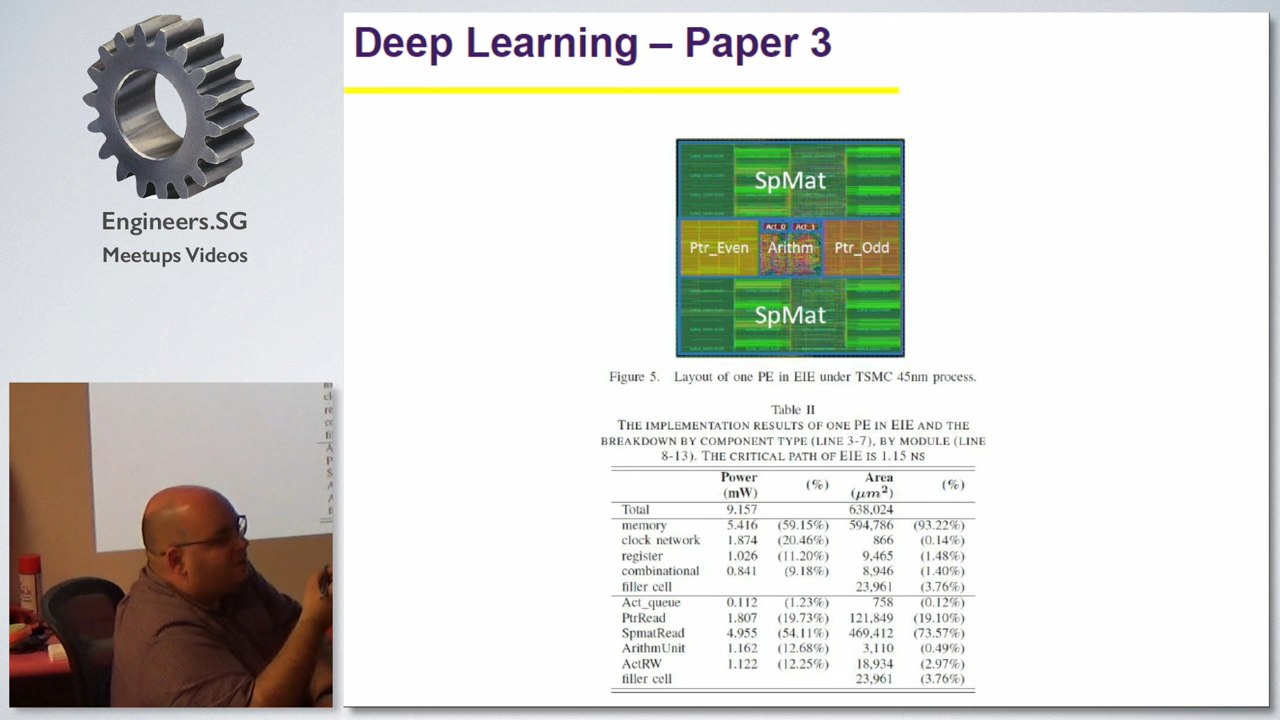 Deep Learning – Paper 3
Engineers.SG
Meetups Videos
SpMat
Act_0 Act_1
Ptr_Even Arithm Ptr_Odd
SpMat
Figure 5. Layout of one PE in EIE under TSMC 45nm process.
Table II
THE IMPLEMENTATION RESULTS OF ONE PE IN EIE AND THE
BREAKDOWN BY COMPONENT TYPE (LINE 3-7), BY MODULE (LINE
8-13). THE CRITICAL PATH OF EIE IS 1.15 NS
Power (mW) (%) Area (μm²) (%)
Total 9.157 638,024
memory 5.416 (59.15%) 594,786 (93.22%)
clock network 1.874 (20.46%) 866 (0.14%)
register 1.026 (11.20%) 9,465 (1.48%)
combinational 0.841 (9.18%) 8,946 (1.40%)
filler cell 23,961 (3.76%)
Act_queue 0.112 (1.23%) 758 (0.12%)
PtrRead 1.807 (19.73%) 121,849 (19.10%)
SpmatRead 4.955 (54.11%) 469,412 (73.57%)
ArithmUnit 1.162 (12.68%) 3,110 (0.49%)
ActRW 1.122 (12.25%) 18,934 (2.97%)
filler cell 23,961 (3.76%)